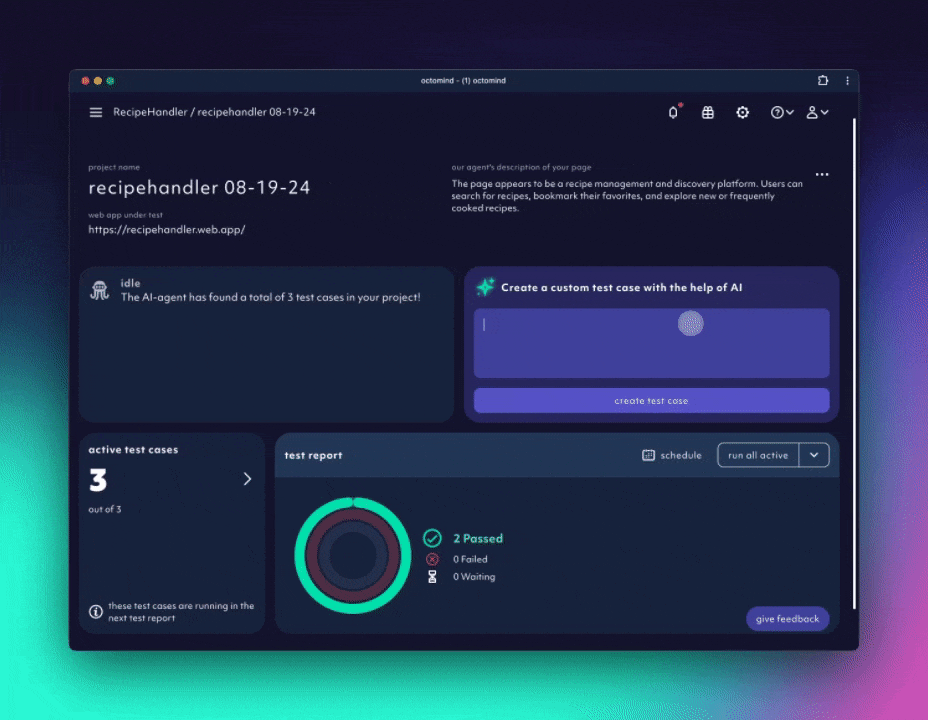 octomind - (1) octomind
RecipeHandler / recipehandler 08-19-24
project name
recipehandler 08-19-24
web app under test
https://recipehandler.web.app/
our agent's description of your page
The page appears to be a recipe management and discovery platform. Users can
search for recipes, bookmark their favorites, and explore new or frequently
cooked recipes.
idle
The AI-agent has found a total of 3 test cases in your project!
Create a custom test case with the help of AI
create test case
active test cases
3
out of 3
these test cases are running in the
next test report
test report
schedule
run all active
2 Passed
0 Failed
0 Waiting
give feedback